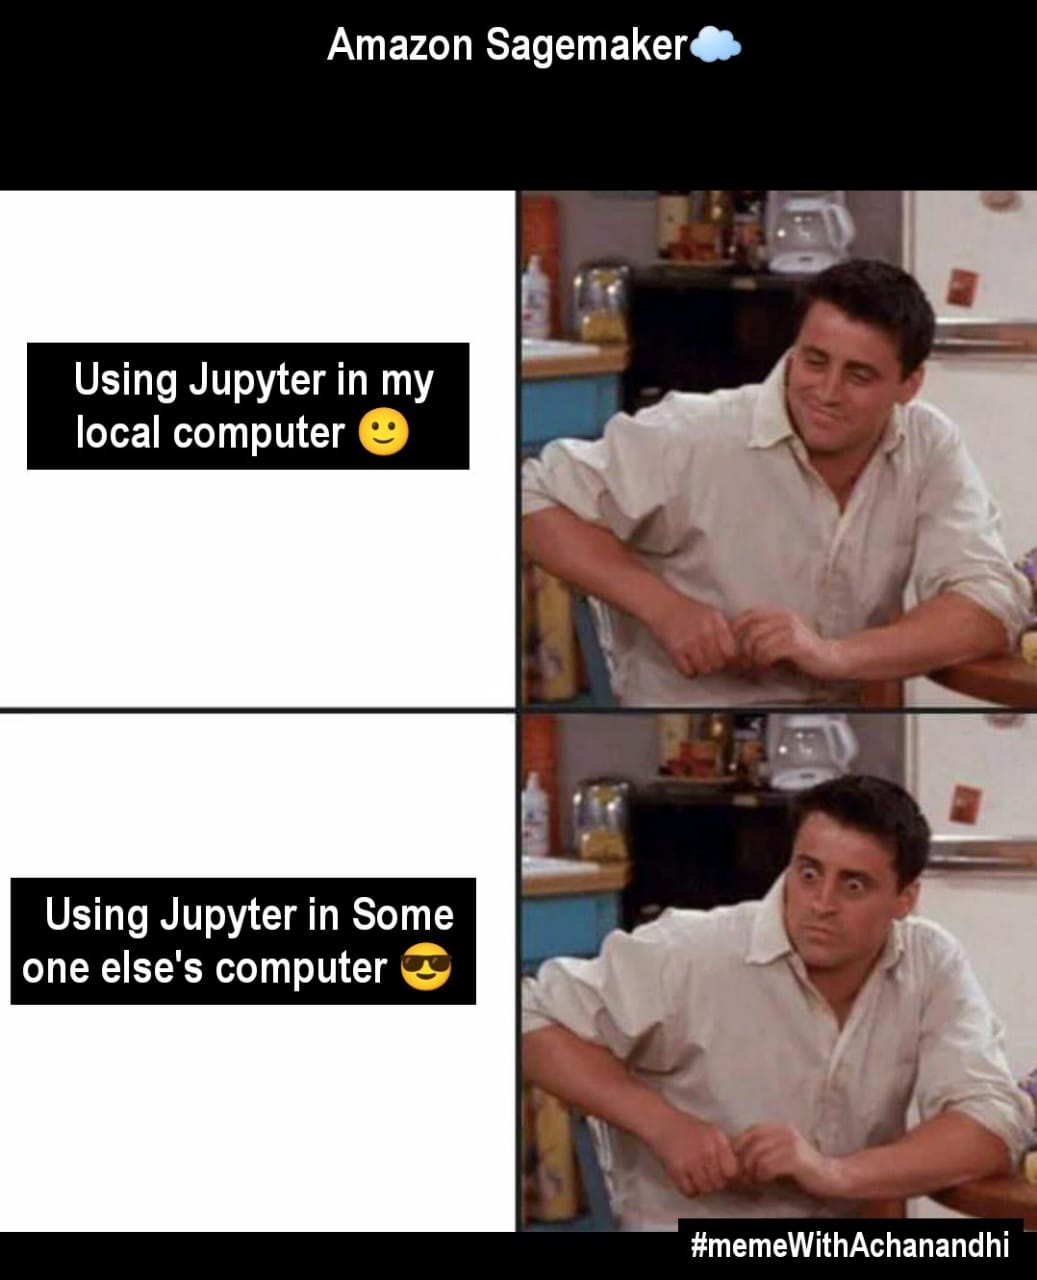 Amazon Sagemaker☁️
Using Jupyter in my
local computer 🙂
Using Jupyter in Some
one else's computer 😎
#memeWithAchanandhi